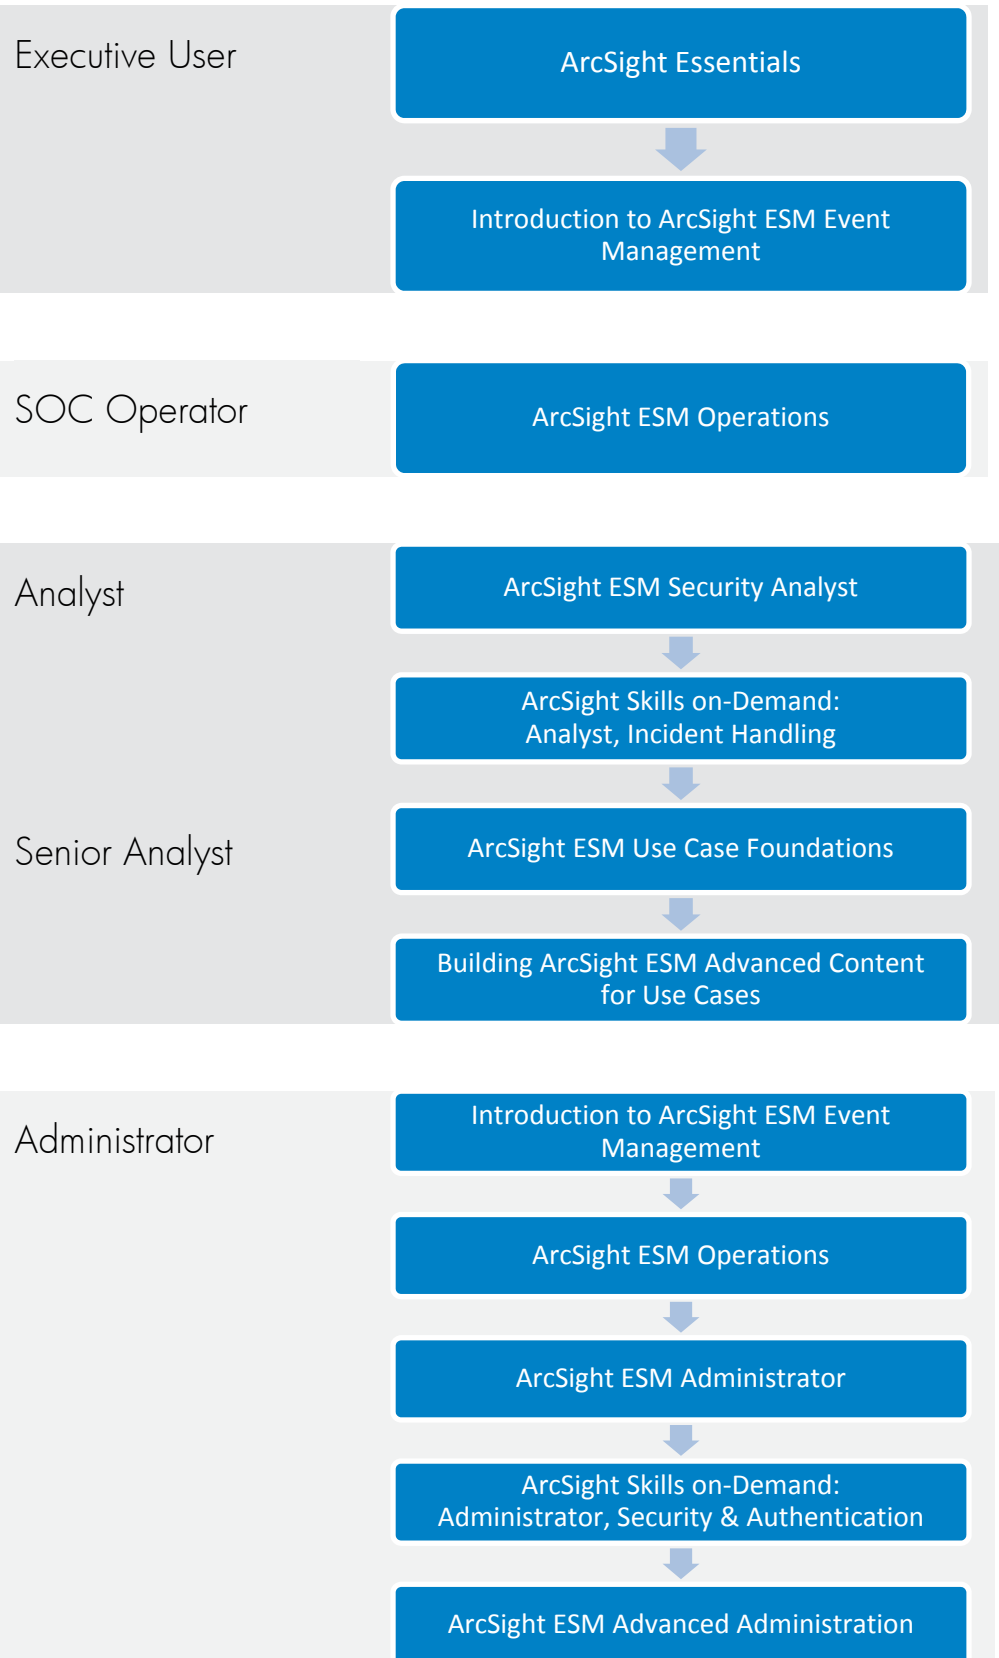 Executive User
ArcSight Essentials
Introduction to ArcSight ESM Event
Management
SOC Operator
ArcSight ESM Operations
Analyst
ArcSight ESM Security Analyst
ArcSight Skills on-Demand:
Analyst, Incident Handling
Senior Analyst
ArcSight ESM Use Case Foundations
Building ArcSight ESM Advanced Content
for Use Cases
Administrator
Introduction to ArcSight ESM Event
Management
ArcSight ESM Operations
ArcSight ESM Administrator
ArcSight Skills on-Demand:
Administrator, Security & Authentication
ArcSight ESM Advanced Administration